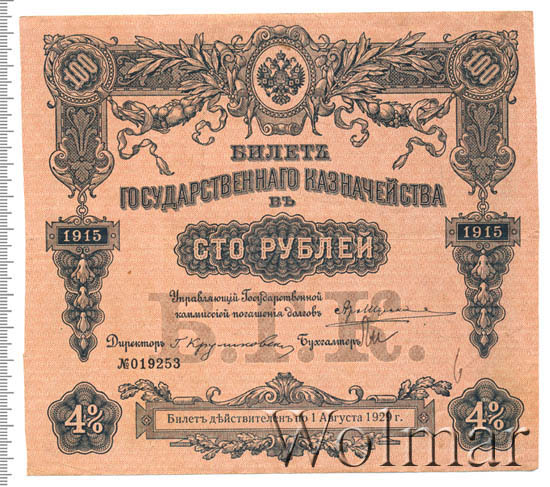 100 100
БИЛЕТЪ
ГОСУДАРСТВЕННАГО КАЗНАЧЕЙСТВА
ВЪ
1915 СТО РУБЛЕЙ 1915
Управляющій Государственной
коммиссіей погашенія долговъ
Б.Г.К.
Директоръ Бухгалтеръ
№019253
4% Билетъ дѣйствителенъ по 1 Августа 1929 г. 4%
Wolmar